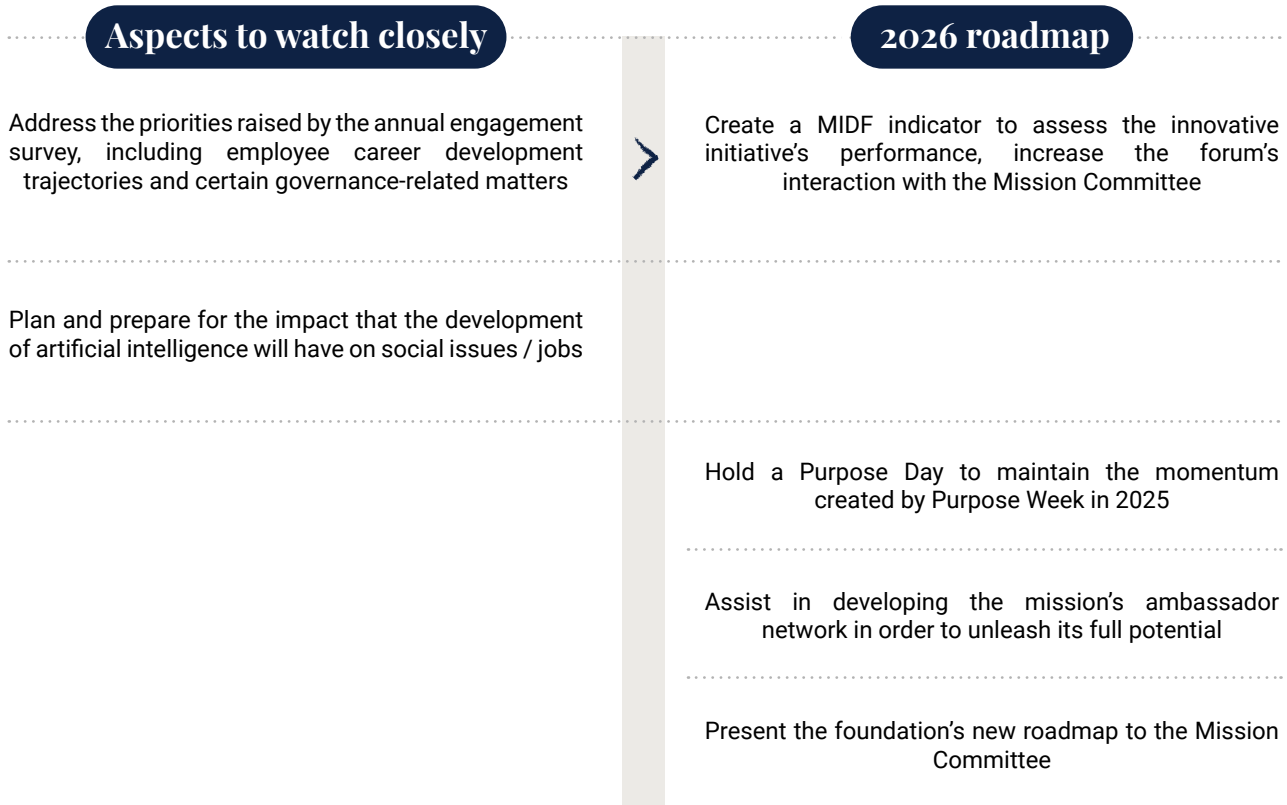 Aspects to watch closely
2026 roadmap
Address the priorities raised by the annual engagement
survey, including employee career development
trajectories and certain governance-related matters
Create a MIDF indicator to assess the innovative
initiative’s performance, increase the forum’s
interaction with the Mission Committee
Plan and prepare for the impact that the development
of artificial intelligence will have on social issues / jobs
Hold a Purpose Day to maintain the momentum
created by Purpose Week in 2025
Assist in developing the mission’s ambassador
network in order to unleash its full potential
Present the foundation’s new roadmap to the Mission
Committee